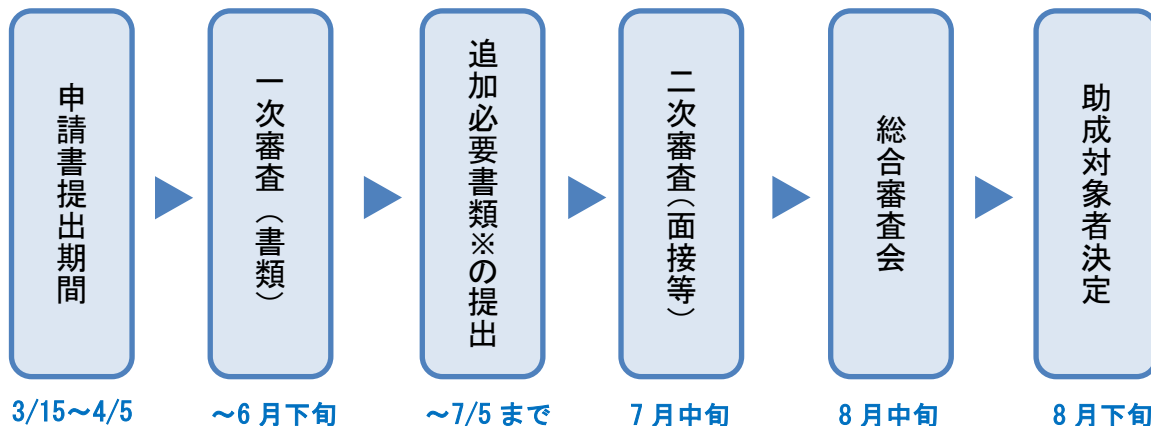 申請書提出期間
一次審査（書類）
追加必要書類※の提出
二次審査（面接等）
総合審査会
助成対象者決定
3/15～4/5
～6月下旬
～7/5まで
7月中旬
8月中旬
8月下旬